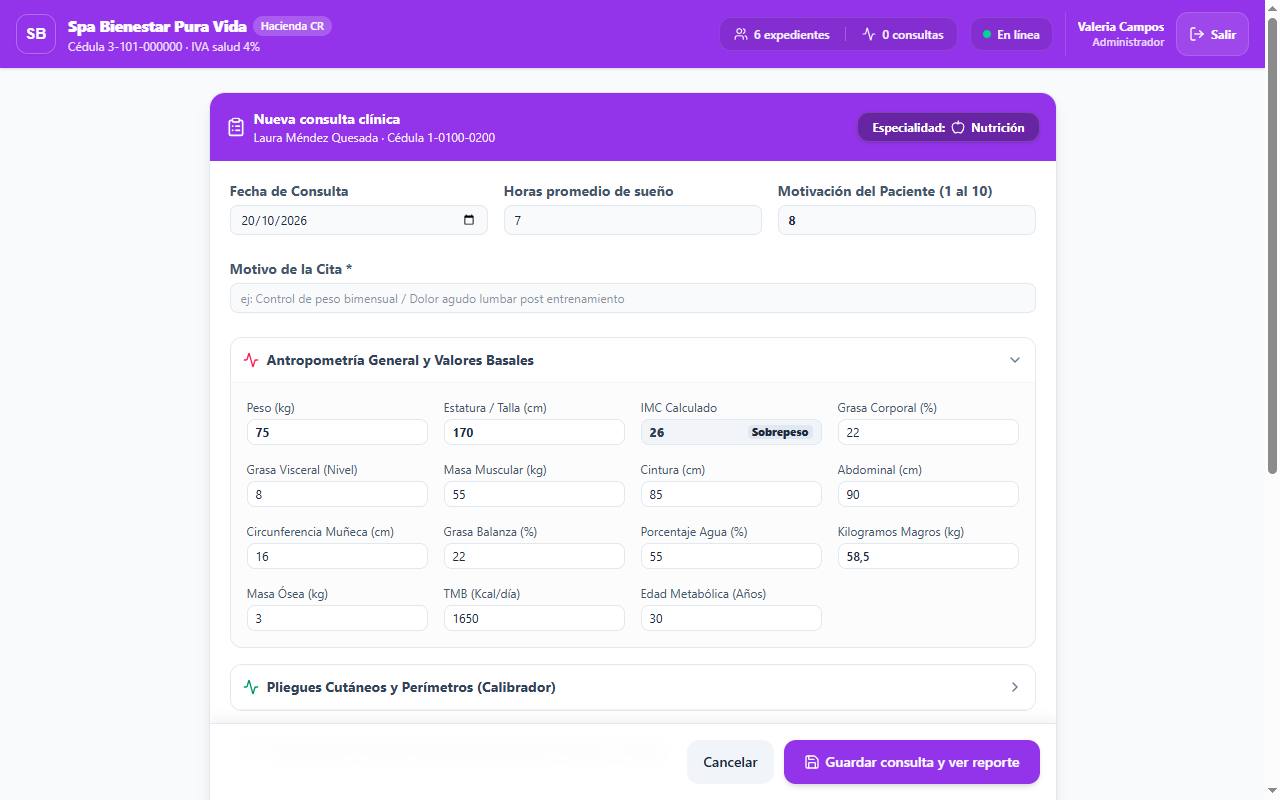 SB
Spa Bienestar Pura Vida Hacienda CR
Cédula 3-101-000000 · IVA salud 4%
6 expedientes
0 consultas
En línea
Valeria Campos
Administrador
Salir
Nueva consulta clínica
Laura Méndez Quesada · Cédula 1-0100-0200
Especialidad: Nutrición
Fecha de Consulta
20/10/2026
Horas promedio de sueño
7
Motivación del Paciente (1 al 10)
8
Motivo de la Cita *
ej: Control de peso bimensual / Dolor agudo lumbar post entrenamiento
Antropometría General y Valores Basales
Peso (kg)
75
Estatura / Talla (cm)
170
IMC Calculado
26 Sobrepeso
Grasa Corporal (%)
22
Grasa Visceral (Nivel)
8
Masa Muscular (kg)
55
Cintura (cm)
85
Abdominal (cm)
90
Circunferencia Muñeca (cm)
16
Grasa Balanza (%)
22
Porcentaje Agua (%)
55
Kilogramos Magros (kg)
58,5
Masa Ósea (kg)
3
TMB (Kcal/día)
1650
Edad Metabólica (Años)
30
Pliegues Cutáneos y Perímetros (Calibrador)
Cancelar
Guardar consulta y ver reporte